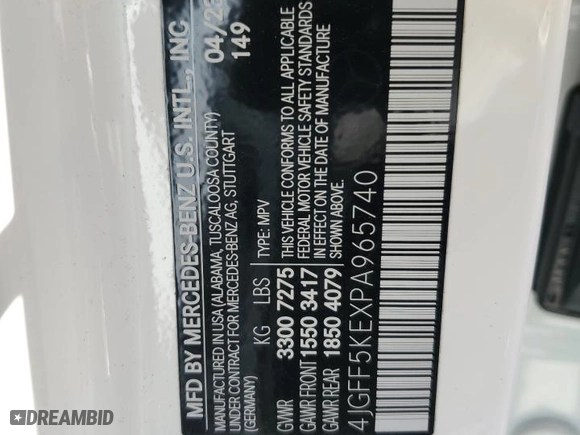 MFD BY MERCEDES-BENZ U.S. INTL., INC
04/23
149
MANUFACTURED IN USA (ALABAMA, TUSCALOOSA COUNTY)
UNDER CONTRACT FOR MERCEDES-BENZ AG, STUTTGART
(GERMANY)
TYPE: MPV
KG LBS
GVWR 3300 7275
GAWR FRONT 1550 3417
GAWR REAR 1850 4079
THIS VEHICLE CONFORMS TO ALL APPLICABLE
FEDERAL MOTOR VEHICLE SAFETY STANDARDS
IN EFFECT ON THE DATE OF MANUFACTURE
SHOWN ABOVE.
4JGFF5KEXPA965740
DREAMBID